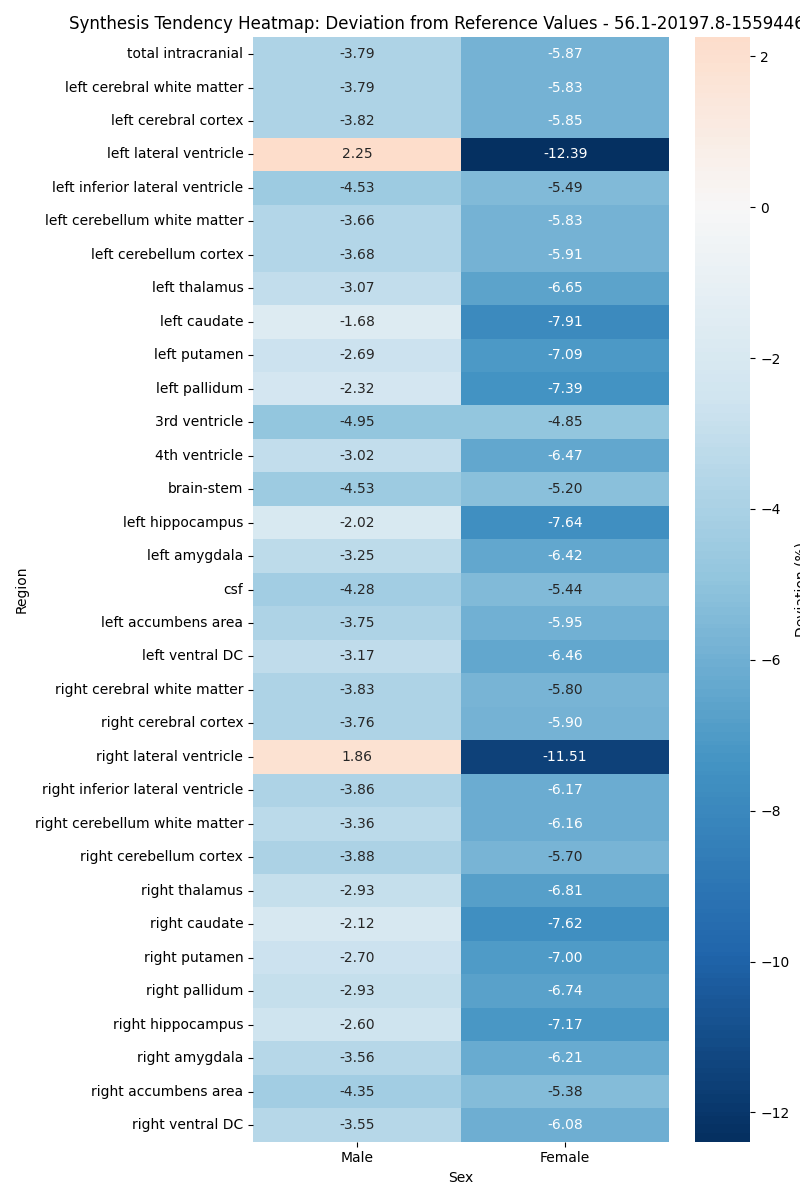 Synthesis Tendency Heatmap: Deviation from Reference Values - 56.1-20197.8-1559446
total intracranial -3.79 -5.87
left cerebral white matter -3.79 -5.83
left cerebral cortex -3.82 -5.85
left lateral ventricle 2.25 -12.39
left inferior lateral ventricle -4.53 -5.49
left cerebellum white matter -3.66 -5.83
left cerebellum cortex -3.68 -5.91
left thalamus -3.07 -6.65
left caudate -1.68 -7.91
left putamen -2.69 -7.09
left pallidum -2.32 -7.39
3rd ventricle -4.95 -4.85
4th ventricle -3.02 -6.47
brain-stem -4.53 -5.20
left hippocampus -2.02 -7.64
left amygdala -3.25 -6.42
csf -4.28 -5.44
left accumbens area -3.75 -5.95
left ventral DC -3.17 -6.46
right cerebral white matter -3.83 -5.80
right cerebral cortex -3.76 -5.90
right lateral ventricle 1.86 -11.51
right inferior lateral ventricle -3.86 -6.17
right cerebellum white matter -3.36 -6.16
right cerebellum cortex -3.88 -5.70
right thalamus -2.93 -6.81
right caudate -2.12 -7.62
right putamen -2.70 -7.00
right pallidum -2.93 -6.74
right hippocampus -2.60 -7.17
right amygdala -3.56 -6.21
right accumbens area -4.35 -5.38
right ventral DC -3.55 -6.08
Male Female
Sex
Region
2
0
−2
−4
−6
−8
−10
−12
Deviation (%)